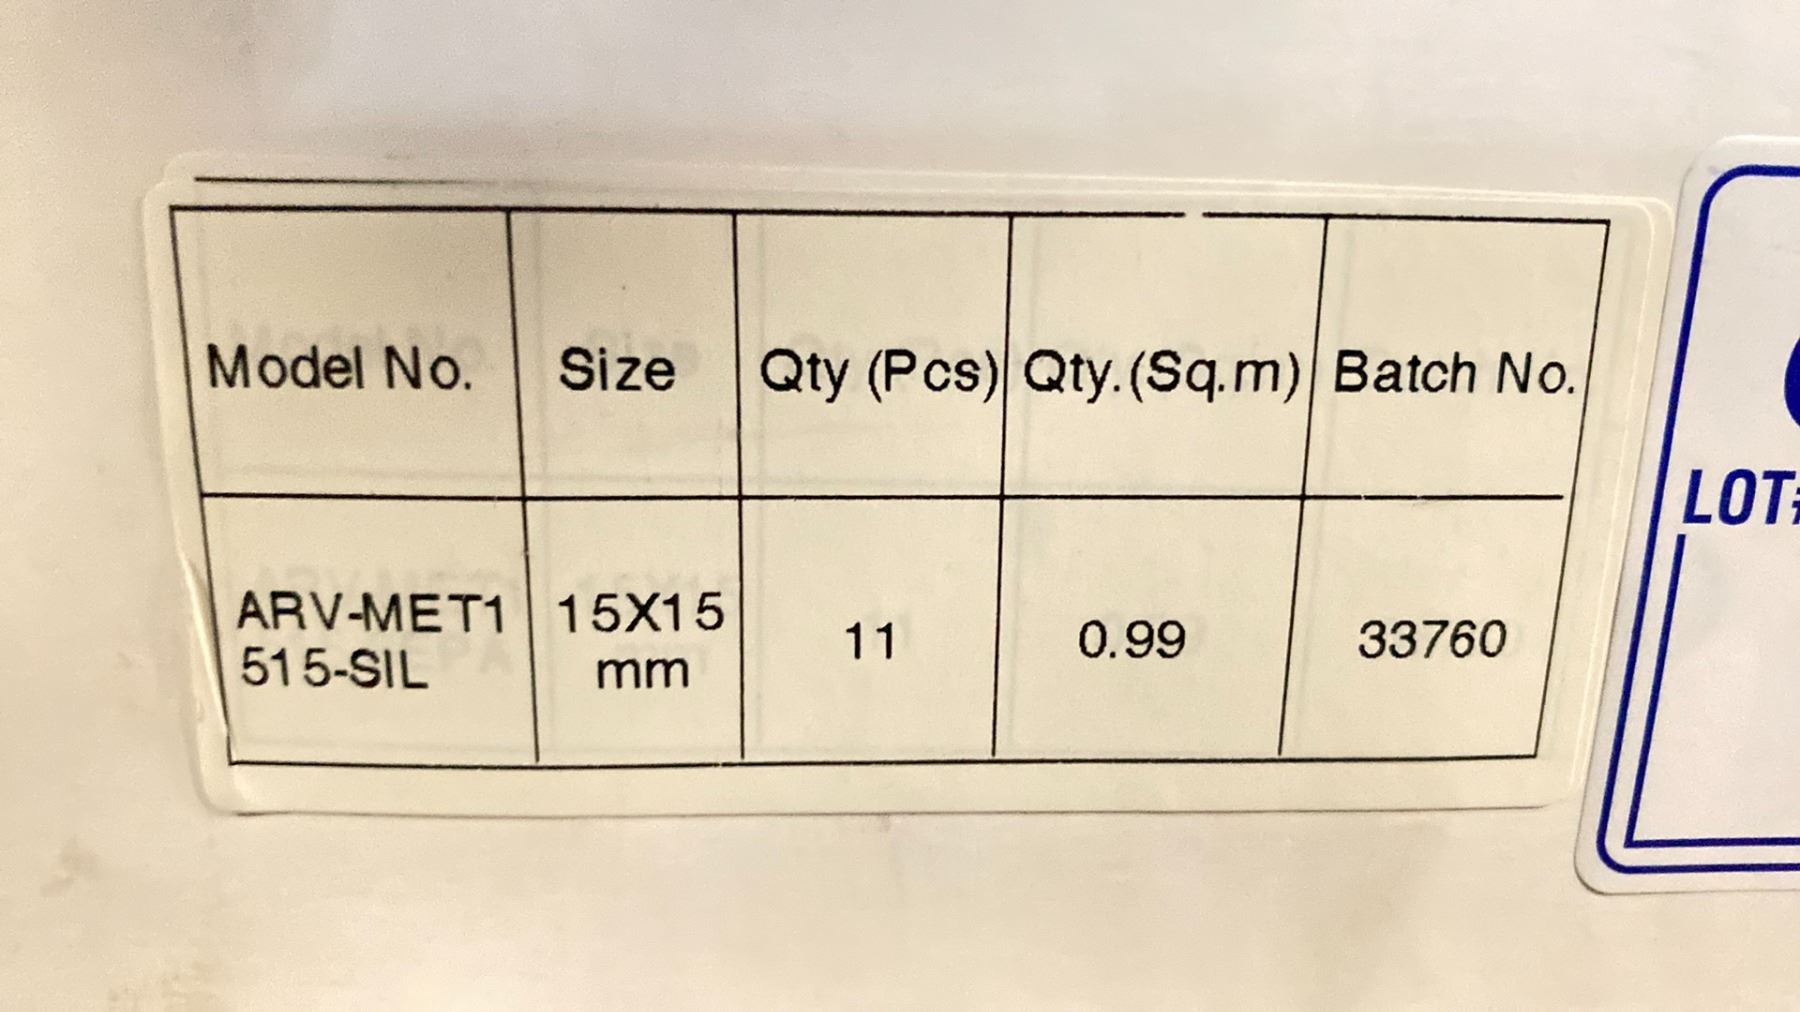 Model No. Size Qty (Pcs) Qty.(Sq.m) Batch No.
ARV-MET1 15X15 11 0.99 33760
515-SIL mm
LOT#